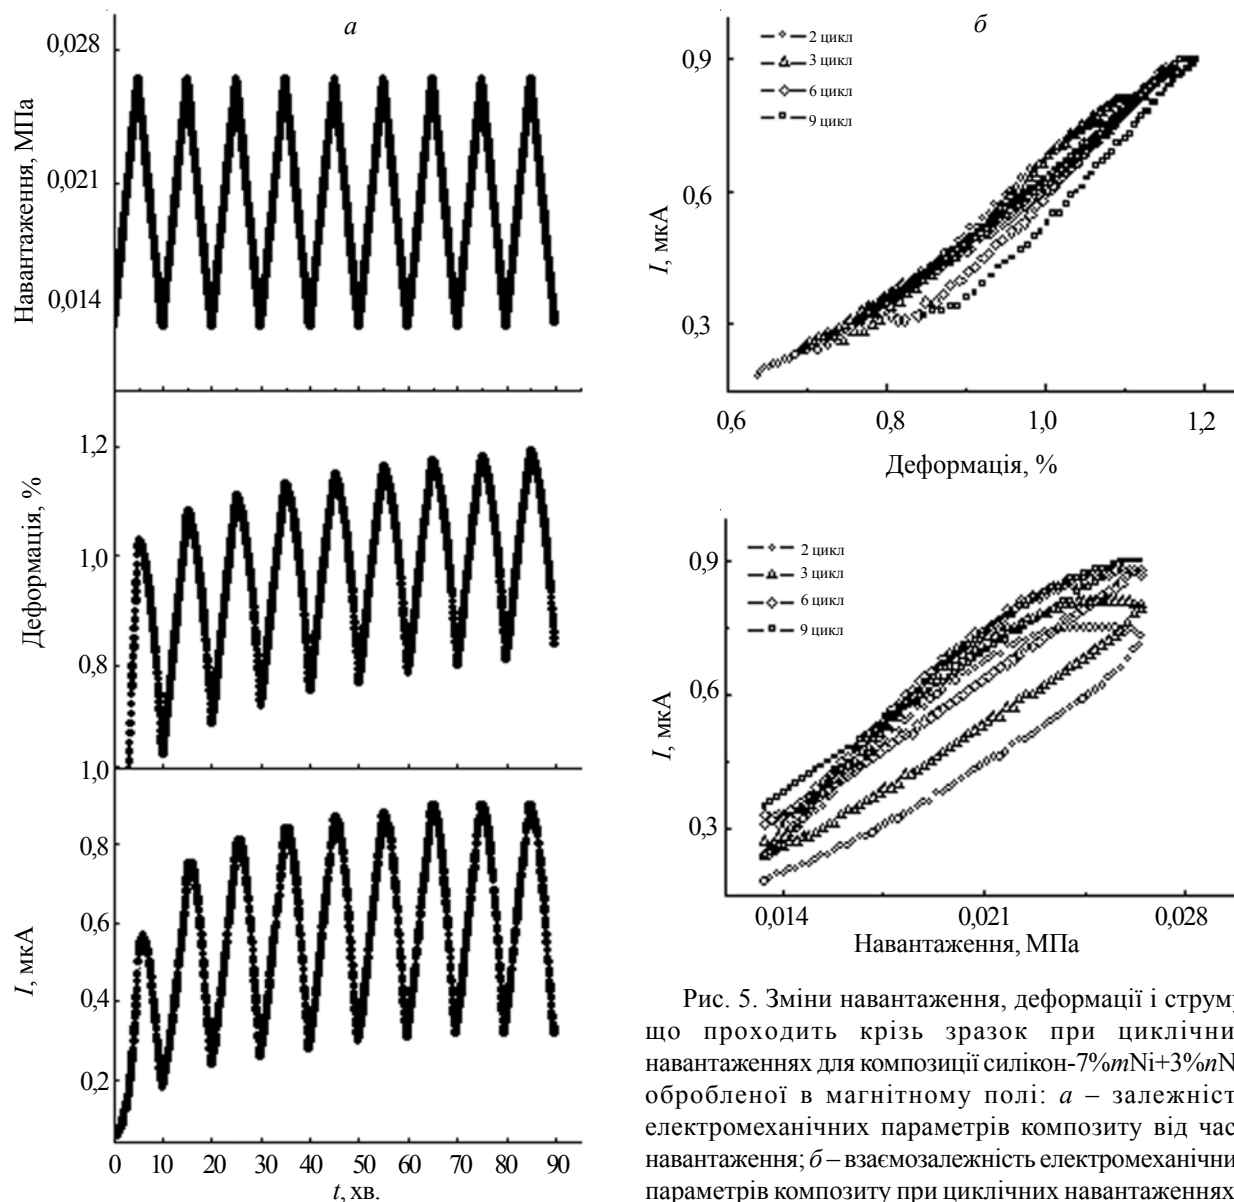 а
Навантаження, МПа
0,028
0,021
0,014
Деформація, %
1,2
1,0
0,8
I, мкА
1,0
0,8
0,6
0,4
0,2
0 10 20 30 40 50 60 70 80 90
t, хв.
б
2 цикл
3 цикл
6 цикл
9 цикл
I, мкА
0,9
0,6
0,3
0,6 0,8 1,0 1,2
Деформація, %
2 цикл
3 цикл
6 цикл
9 цикл
I, мкА
0,9
0,6
0,3
0,014 0,021 0,028
Навантаження, МПа
Рис. 5. Зміни навантаження, деформації і струму
що проходить крізь зразок при циклічни
навантаженнях для композиції силікон-7%mNi+3%nN
обробленої в магнітному полі: а – залежніст
електромеханічних параметрів композиту від час
навантаження; б – взаємозалежність електромеханічни
параметрів композиту при циклічних навантаженнях